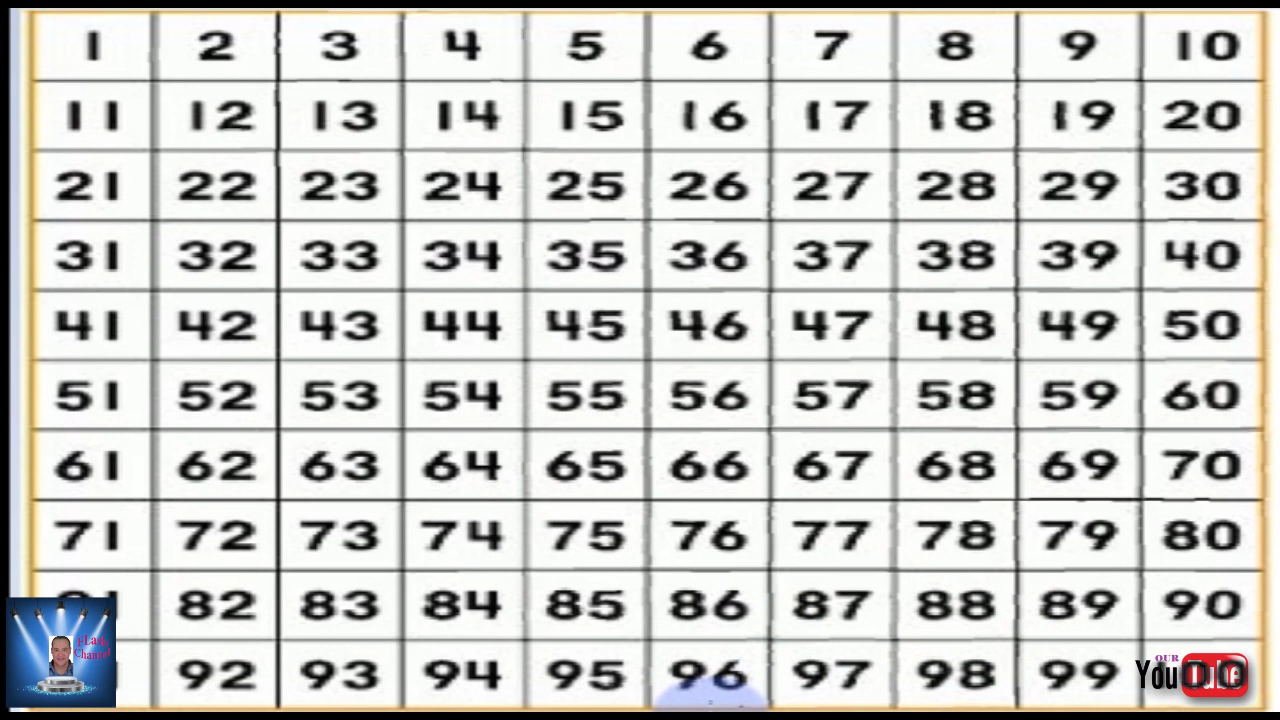 1 2 3 4 5 6 7 8 9 10
11 12 13 14 15 16 17 18 19 20
21 22 23 24 25 26 27 28 29 30
31 32 33 34 35 36 37 38 39 40
41 42 43 44 45 46 47 48 49 50
51 52 53 54 55 56 57 58 59 60
61 62 63 64 65 66 67 68 69 70
71 72 73 74 75 76 77 78 79 80
82 83 84 85 86 87 88 89 90
92 93 94 95 96 97 98 99
fLash
Channel
OUR
YouTube